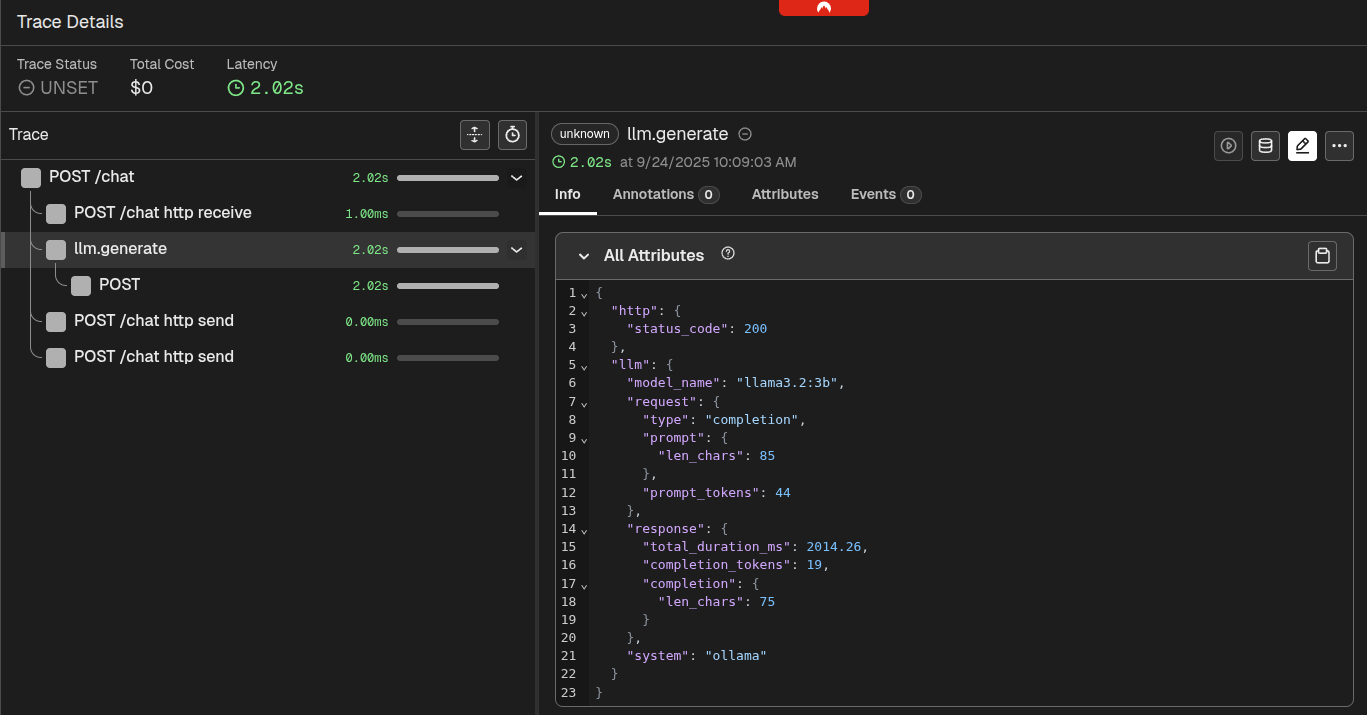 Trace Details
Trace Status
Total Cost
Latency
UNSET
$0
2.02s
Trace
POST /chat
2.02s
POST /chat http receive
1.00ms
llm.generate
2.02s
POST
2.02s
POST /chat http send
0.00ms
POST /chat http send
0.00ms
unknown
llm.generate
2.02s at 9/24/2025 10:09:03 AM
Info
Annotations 0
Attributes
Events 0
All Attributes
1 {
2 "http": {
3 "status_code": 200
4 },
5 "llm": {
6 "model_name": "llama3.2:3b",
7 "request": {
8 "type": "completion",
9 "prompt": {
10 "len_chars": 85
11 },
12 "prompt_tokens": 44
13 },
14 "response": {
15 "total_duration_ms": 2014.26,
16 "completion_tokens": 19,
17 "completion": {
18 "len_chars": 75
19 }
20 },
21 "system": "ollama"
22 }
23 }